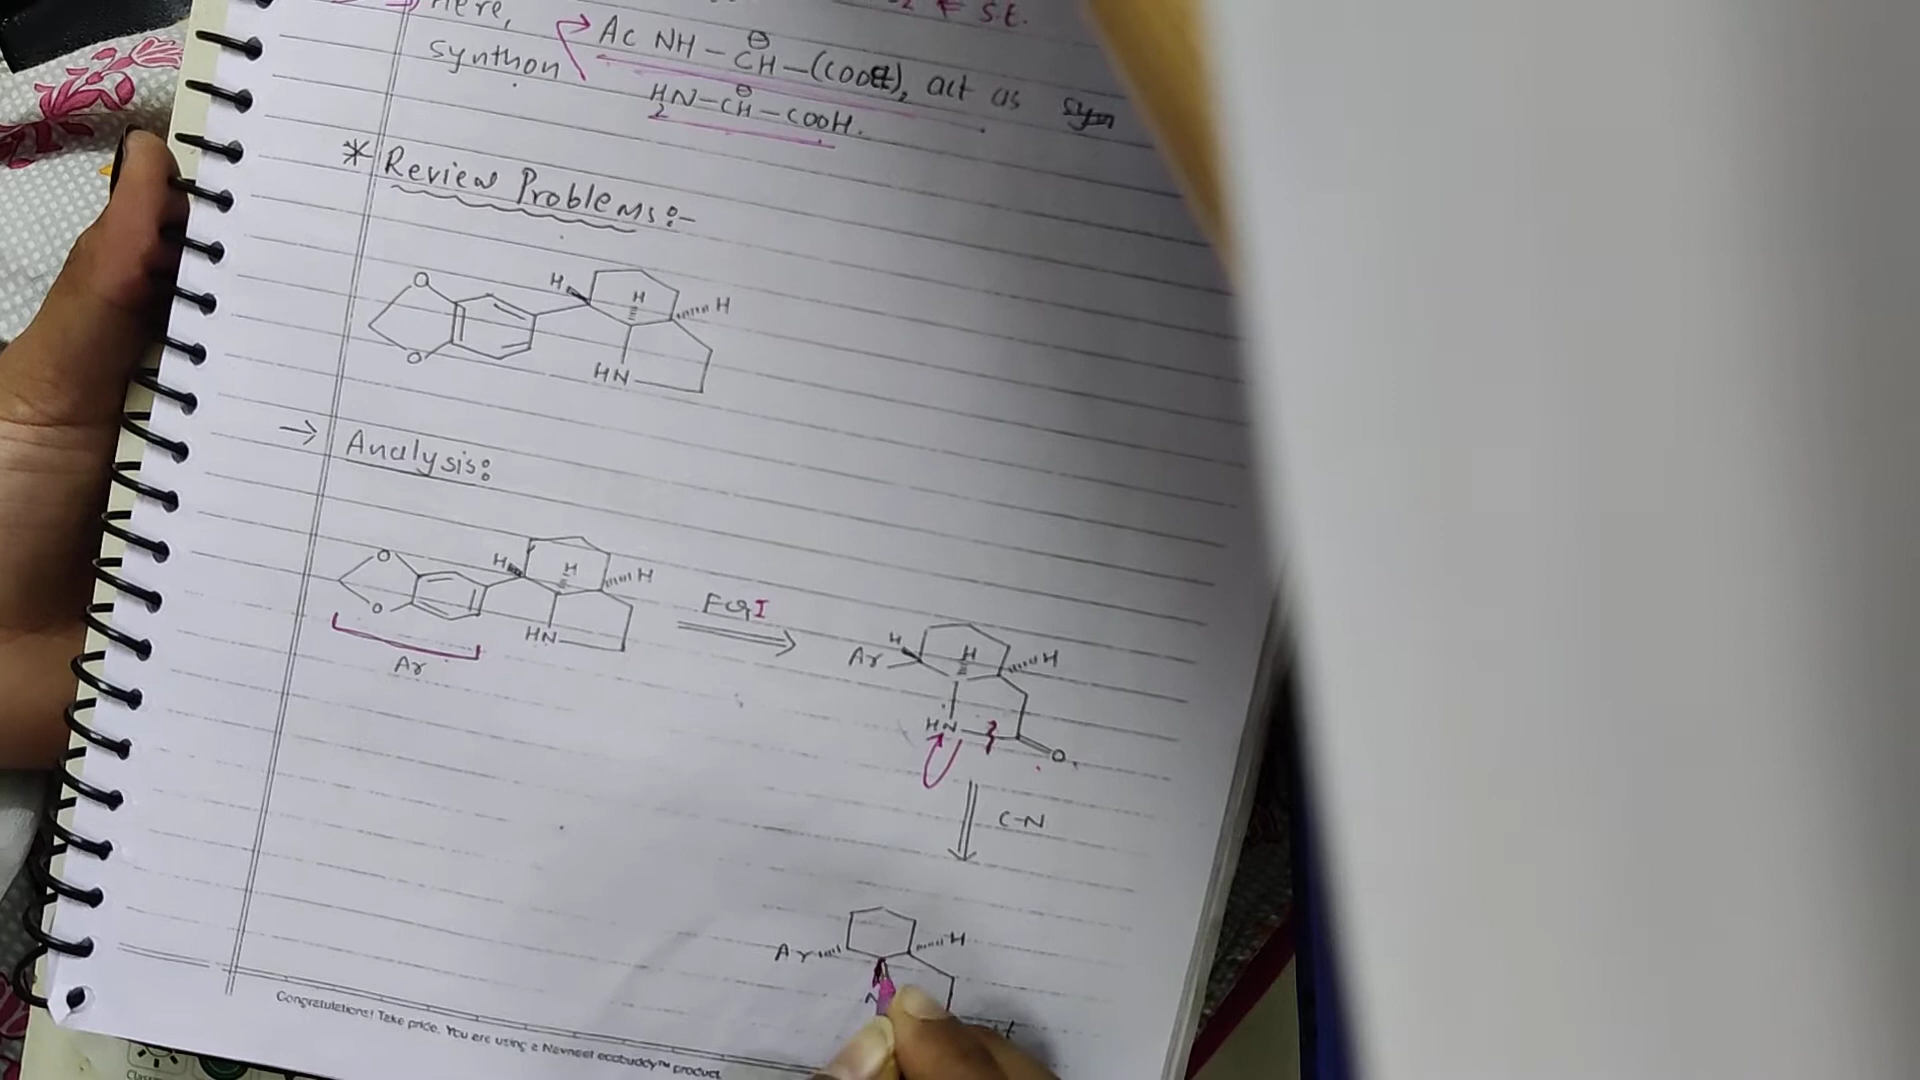 Here,
synthon
Ac NH – CH – (COOEt)2 act as
⊖
H2N – CH – COOH.
⊖
* Review Problems :-
O
O
H
H
H
HN
→ Analysis:
O
O
H
H
H
HN
Ar
FGI
H
H
H
Ar
HN
O
C-N
Ar
H
Congratulations! Take pride. You are using a Navneet ecobuddy™ product